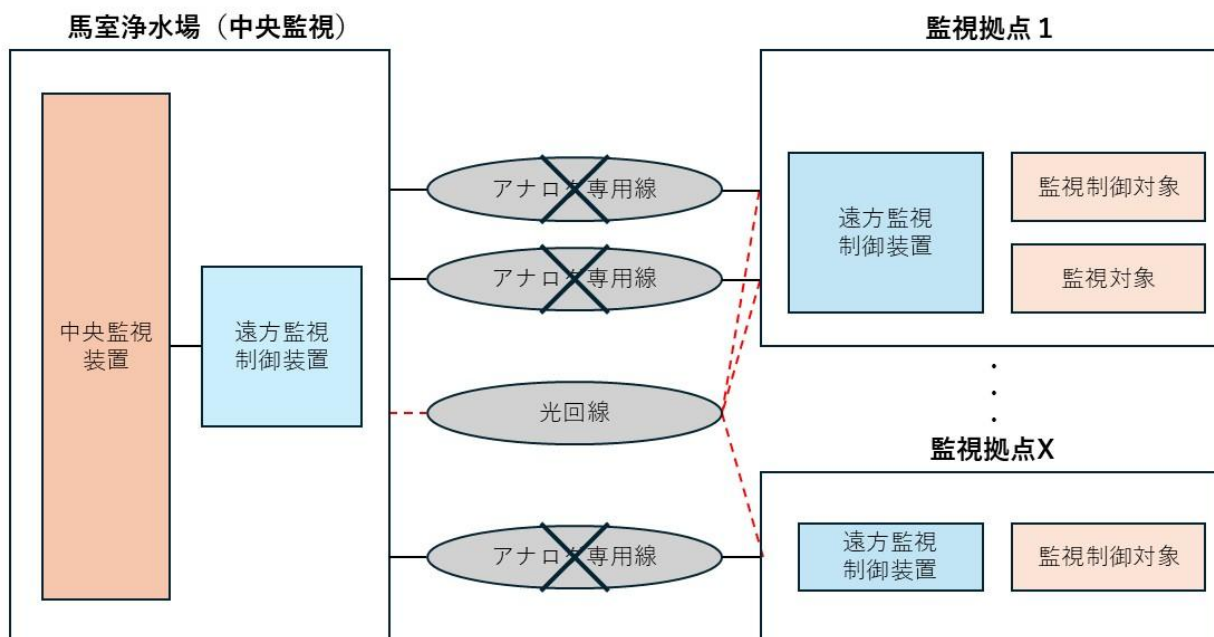 馬室浄水場（中央監視）
監視拠点1
中央監視
装置
遠方監視
制御装置
アナログ専用線
アナログ専用線
光回線
アナログ専用線
遠方監視
制御装置
監視制御対象
監視対象
監視拠点X
遠方監視
制御装置
監視制御対象